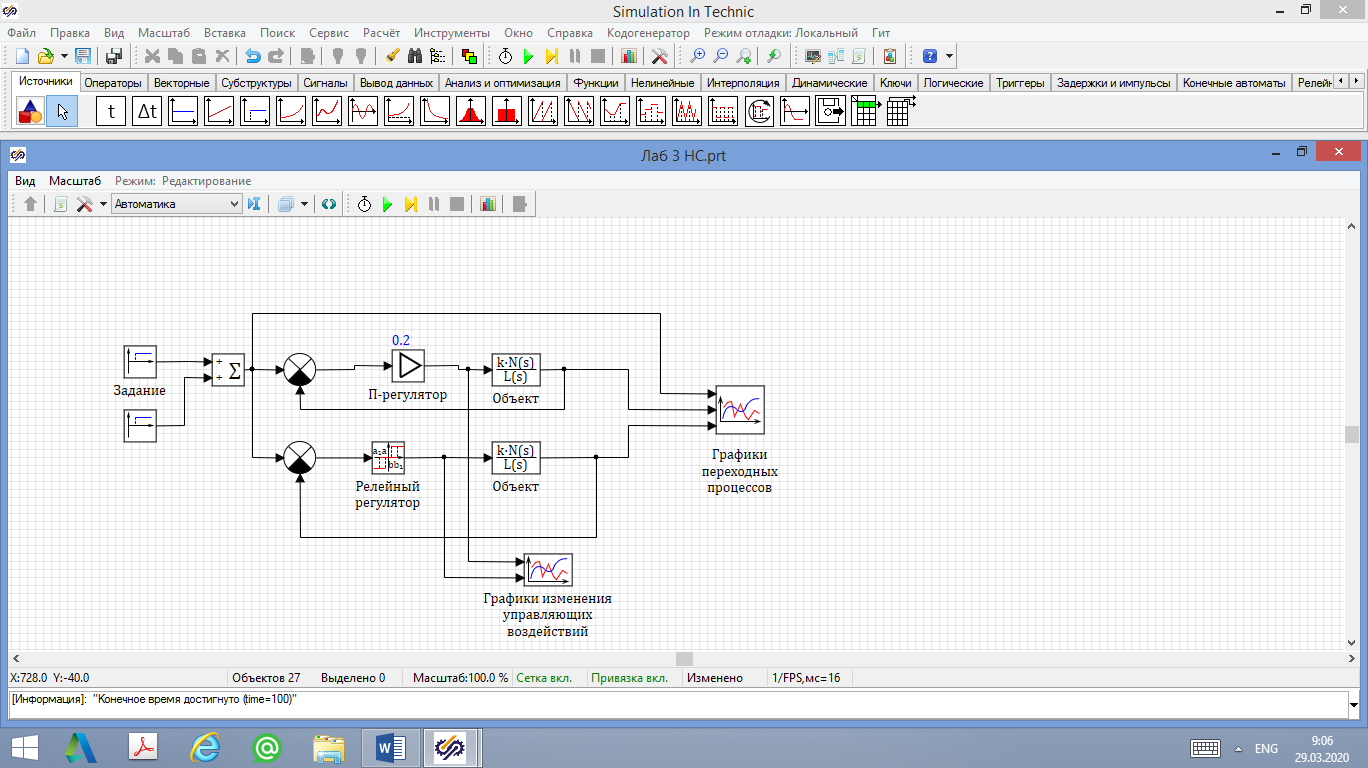 Simulation In Technic
Файл Правка Вид Масштаб Вставка Поиск Сервис Расчёт Инструменты Окно Справка Кодогенератор Режим отладки: Локальный Гит
Источники Операторы Векторные Субструктуры Сигналы Вывод данных Анализ и оптимизация Функции Нелинейные Интерполяция Динамические Ключи Логические Триггеры Задержки и импульсы Конечные автоматы Релей
t Δt
Лаб 3 НС.prt
Вид Масштаб Режим: Редактирование
Автоматика
0.2
k·N(s)
L(s)
+
+
Σ
Задание
П-регулятор
Объект
k·N(s)
L(s)
Релейный
регулятор
Объект
Графики
переходных
процессов
Графики изменения
управляющих
воздействий
X:728.0 Y:-40.0 Объектов 27 Выделено 0 Масштаб:100.0 % Сетка вкл. Привязка вкл. Изменено 1/FPS,мс=16
[Информация]: "Конечное время достигнуто (time=100)"
W
ENG
9:06
29.03.2020